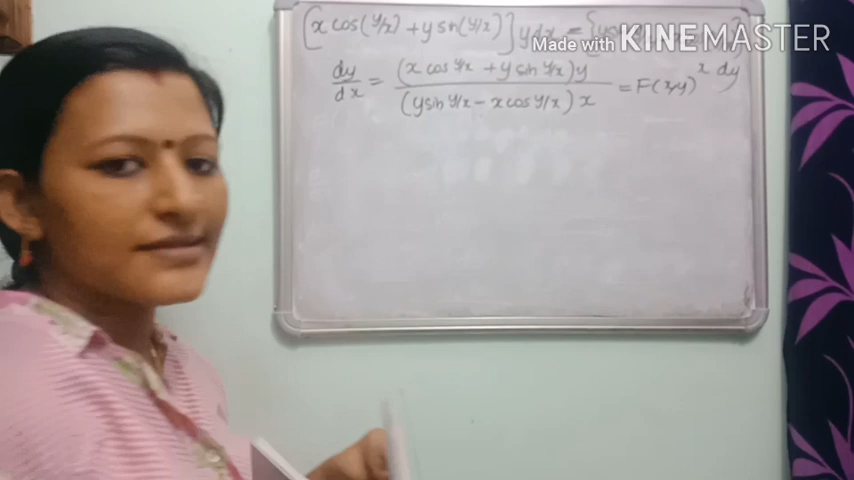 [x cos(y/x) + y sin(y/x)] y dx = {y s
Made with KINEMASTER
dy/dx = (x cos y/x + y sin y/x) y / (y sin y/x - x cos y/x) x = F(x,y)
x dy